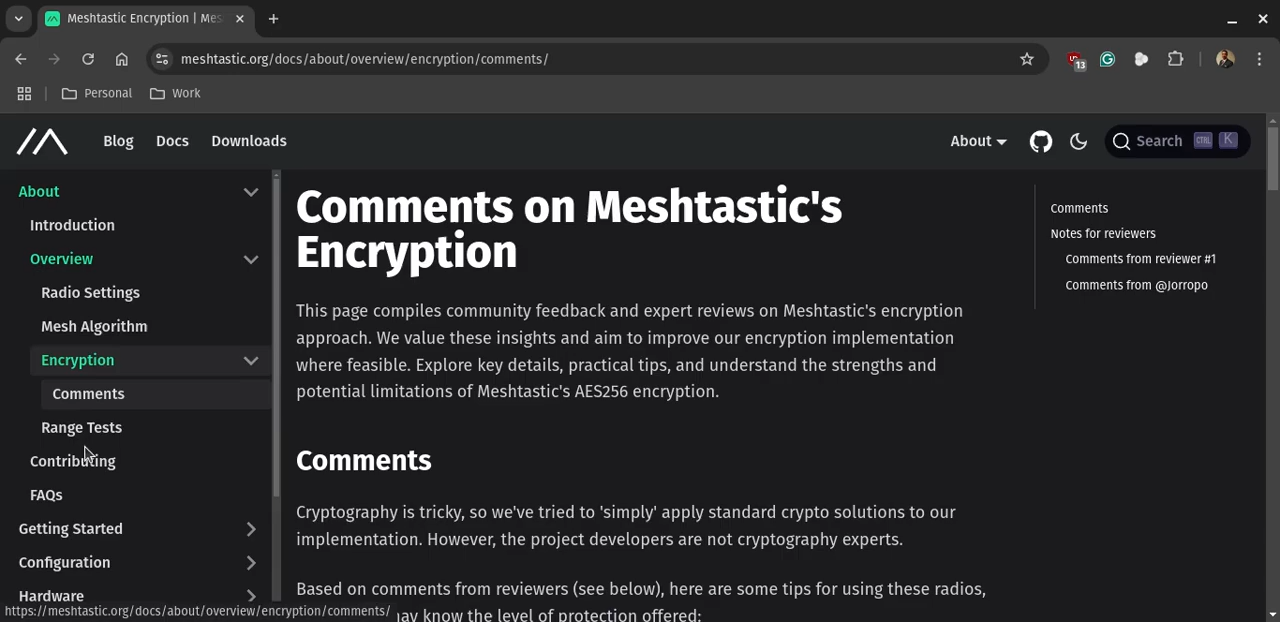 Meshtastic Encryption | Mes
meshtastic.org/docs/about/overview/encryption/comments/
13
Personal
Work
Blog
Docs
Downloads
About
Search
CTRL
K
About
Introduction
Overview
Radio Settings
Mesh Algorithm
Encryption
Comments
Range Tests
Contributing
FAQs
Getting Started
Configuration
Hardware
https://meshtastic.org/docs/about/overview/encryption/comments/
Comments on Meshtastic's
Encryption
This page compiles community feedback and expert reviews on Meshtastic's encryption
approach. We value these insights and aim to improve our encryption implementation
where feasible. Explore key details, practical tips, and understand the strengths and
potential limitations of Meshtastic's AES256 encryption.
Comments
Cryptography is tricky, so we've tried to 'simply' apply standard crypto solutions to our
implementation. However, the project developers are not cryptography experts.
Based on comments from reviewers (see below), here are some tips for using these radios,
may know the level of protection offered:
Comments
Notes for reviewers
Comments from reviewer #1
Comments from @Jorropo